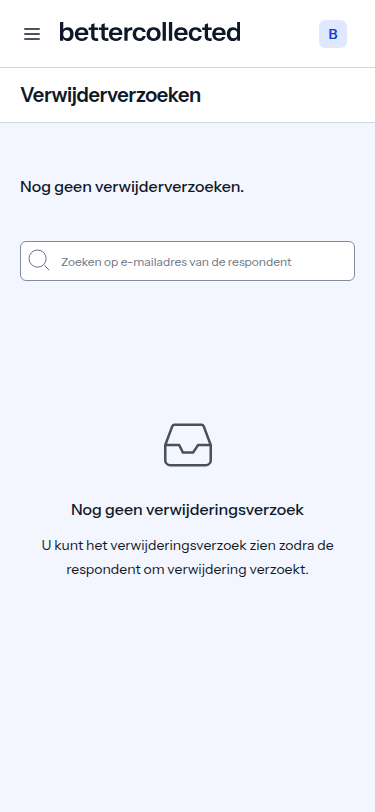 bettercollected
B
Verwijderverzoeken
Nog geen verwijderverzoeken.
Zoeken op e-mailadres van de respondent
Nog geen verwijderingsverzoek
U kunt het verwijderingsverzoek zien zodra de
respondent om verwijdering verzoekt.